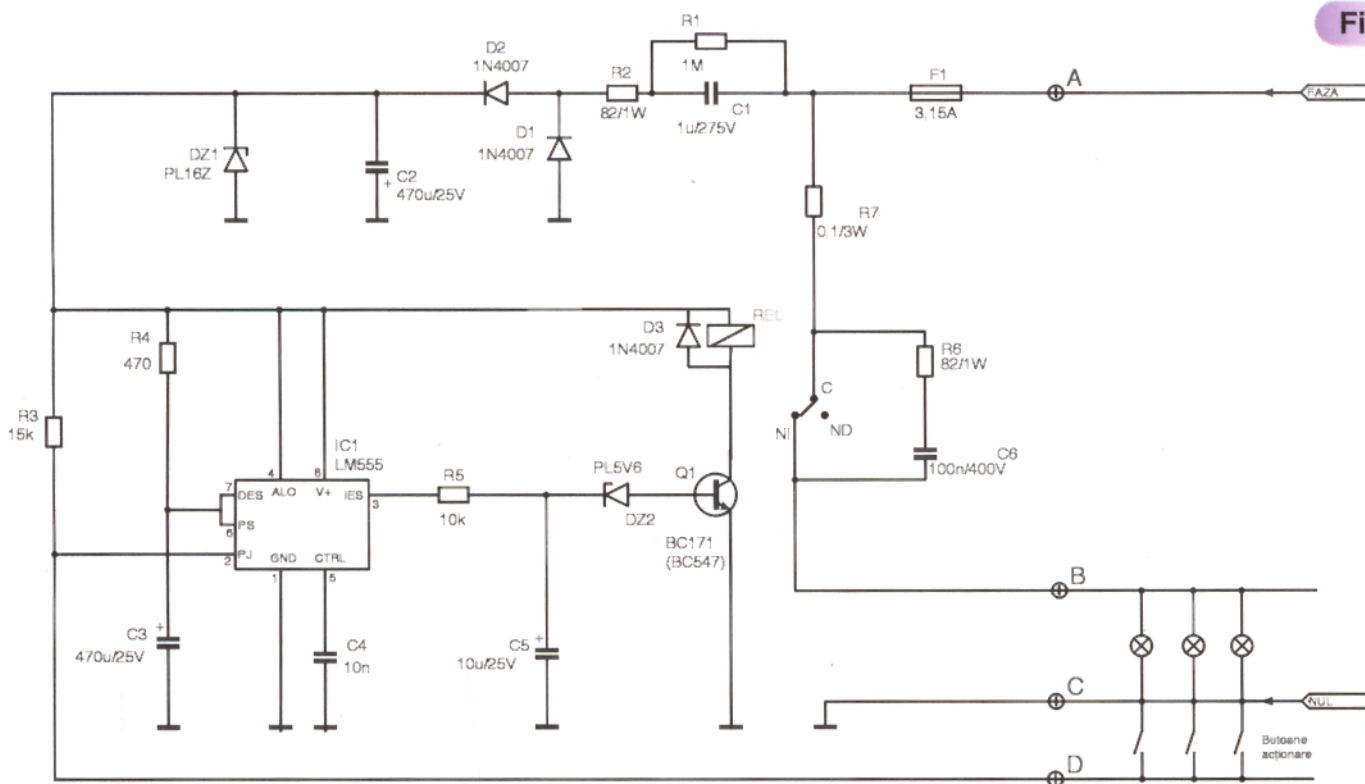 Fi
R1
1M
D2
1N4007
R2
82/1W
C1
1u/275V
F1
3,15A
A
FAZA
D1
1N4007
DZ1
PL16Z
+ C2
470u/25V
R7
0,1/3W
R4
470
D3
1N4007
REL
R6
82/1W
C
NI
ND
C6
100n/400V
R3
15k
IC1
LM555
4
8
7
DES
ALO
V+
IES
3
6
PS
2
PJ
GND
CTRL
1
5
R5
10k
PL5V6
DZ2
Q1
BC171
(BC547)
B
C3 +
470u/25V
C4
10n
C5 +
10u/25V
C
NUL
Butoane
acționare
D